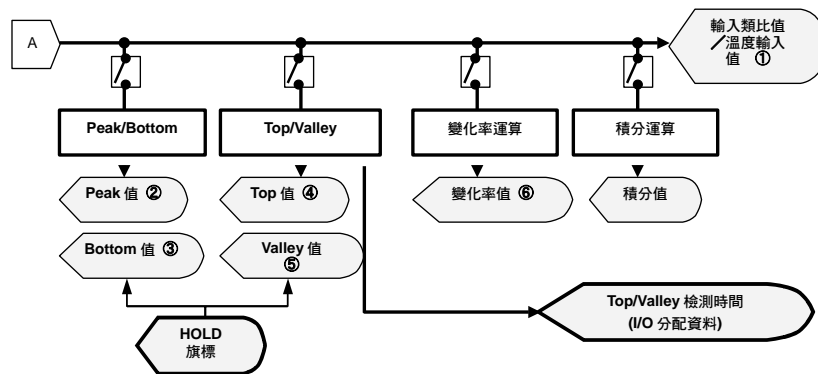 A
輸入類比值
／溫度輸入
值 ①
Peak/Bottom
Top/Valley
變化率運算
積分運算
Peak 值 ②
Top 值 ④
變化率值 ⑥
積分值
Bottom 值 ③
Valley 值
⑤
Top/Valley 檢測時間
(I/O 分配資料)
HOLD
旗標